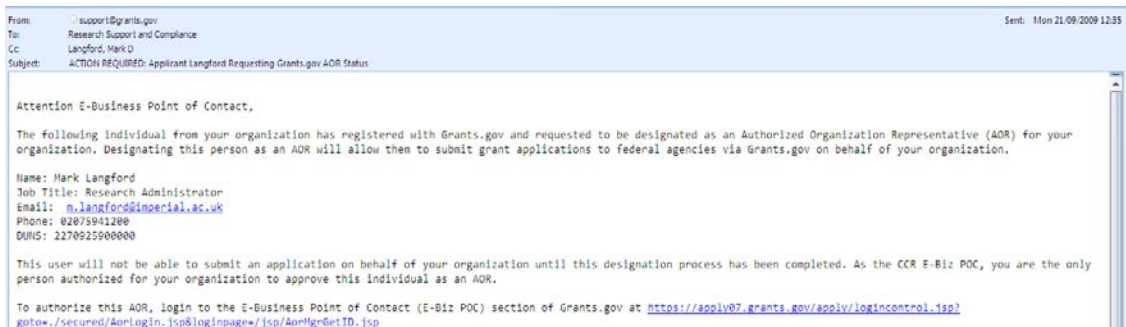 From: support@grants.gov Sent: Mon 21/09/2009 12:35
To: Research Support and Compliance
Cc: Langford, Mark D
Subject: ACTION REQUIRED: Applicant Langford Requesting Grants.gov AOR Status
Attention E-Business Point of Contact,
The following individual from your organization has registered with Grants.gov and requested to be designated as an Authorized Organization Representative (AOR) for your
organization. Designating this person as an AOR will allow them to submit grant applications to federal agencies via Grants.gov on behalf of your organization.
Name: Mark Langford
Job Title: Research Administrator
Email: m.langford@imperial.ac.uk
Phone: 02075941200
DUNS: 2270925900000
This user will not be able to submit an application on behalf of your organization until this designation process has been completed. As the CCR E-Biz POC, you are the only
person authorized for your organization to approve this individual as an AOR.
To authorize this AOR, login to the E-Business Point of Contact (E-Biz POC) section of Grants.gov at https://apply07.grants.gov/apply/logincontrol.jsp?
goto=./secured/AorLogin.jsp&loginpage=/jsp/AorMgrGetID.jsp